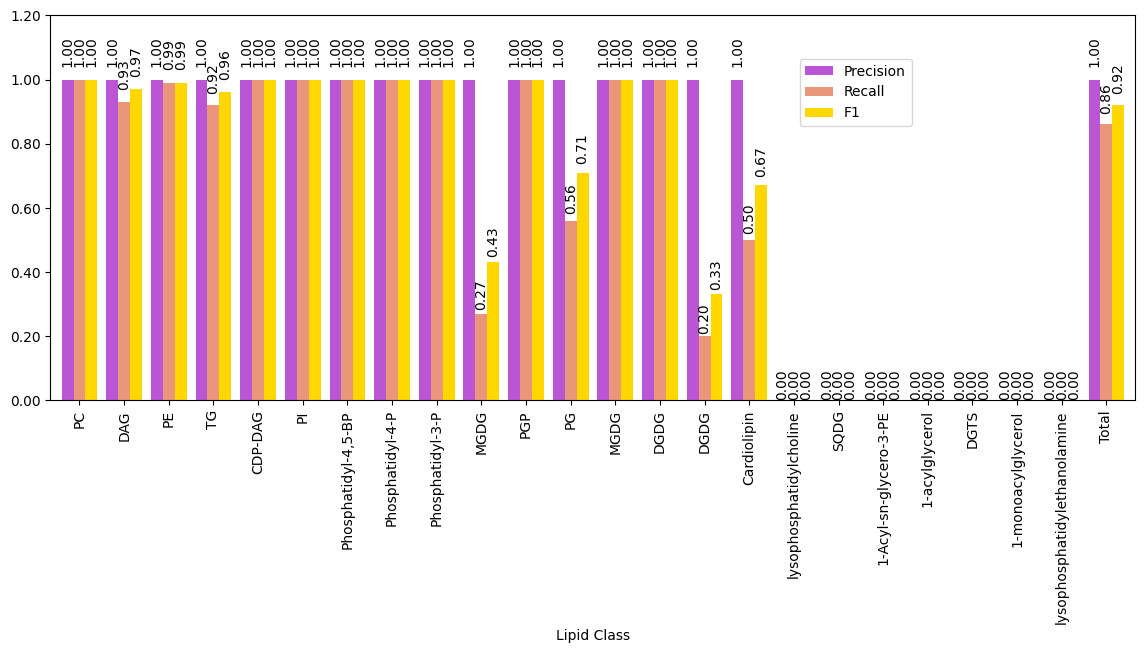 1.20
1.00
0.80
0.60
0.40
0.20
0.00
1.00 1.00 1.00
1.00 0.93 0.97
1.00 0.99 0.99
1.00 0.92 0.96
1.00 1.00 1.00
1.00 1.00 1.00
1.00 1.00 1.00
1.00 1.00 1.00
1.00 1.00 1.00
1.00 0.27 0.43
1.00 1.00 1.00
1.00 0.56 0.71
1.00 1.00 1.00
1.00 1.00 1.00
1.00 0.20 0.33
1.00 0.50 0.67
0.00 0.00 0.00
0.00 0.00 0.00
0.00 0.00 0.00
0.00 0.00 0.00
0.00 0.00 0.00
0.00 0.00 0.00
0.00 0.00 0.00
1.00 0.86 0.92
Precision
Recall
F1
PC
DAG
PE
TG
CDP-DAG
PI
Phosphatidyl-4,5-BP
Phosphatidyl-4-P
Phosphatidyl-3-P
MGDG
PGP
PG
MGDG
DGDG
DGDG
Cardiolipin
lysophosphatidylcholine
SQDG
1-Acyl-sn-glycero-3-PE
1-acylglycerol
DGTS
1-monoacylglycerol
lysophosphatidylethanolamine
Total
Lipid Class